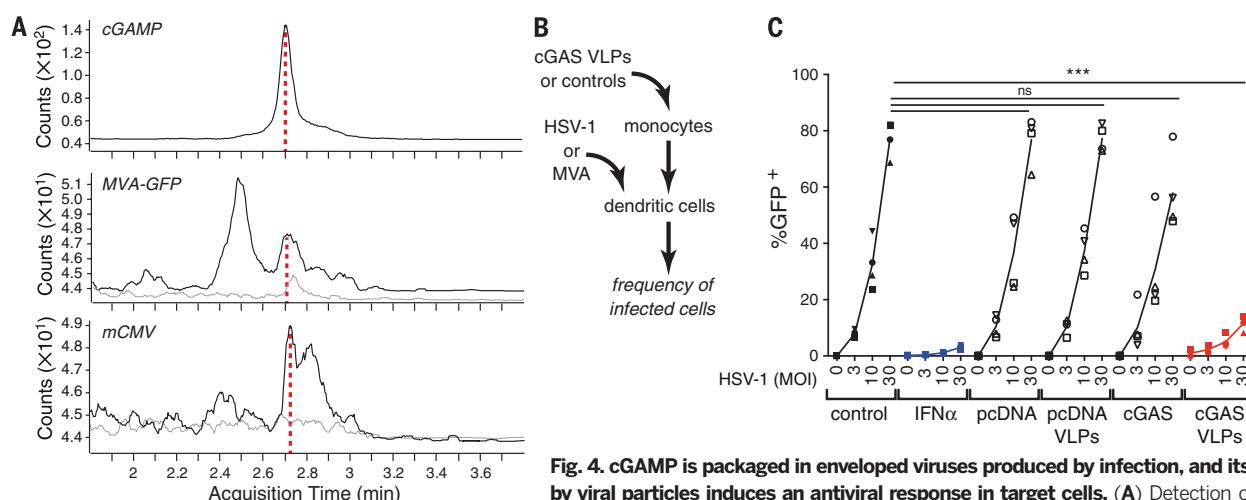 A
cGAMP
Counts (×10²)
1.4
1.2
1.0
0.8
0.6
0.4
MVA-GFP
Counts (×10¹)
5.1
5.0
4.9
4.8
4.7
4.6
4.5
4.4
mCMV
Counts (×10¹)
4.9
4.8
4.7
4.6
4.5
4.4
2 2.2 2.4 2.6 2.8 3 3.2 3.4 3.6
Acquisition Time (min)
B
cGAS VLPs
or controls
HSV-1
or
MVA
monocytes
dendritic cells
frequency of
infected cells
C
%GFP+
100
80
60
40
20
0
***
ns
HSV-1 (MOI)
0 3 10 30 0 3 10 30 0 3 10 30 0 3 10 30 0 3 10 30 0 3 10 30
control IFNα pcDNA pcDNA VLPs cGAS cGAS VLPs
Fig. 4. cGAMP is packaged in enveloped viruses produced by infection, and its
by viral particles induces an antiviral response in target cells. (A) Detection o